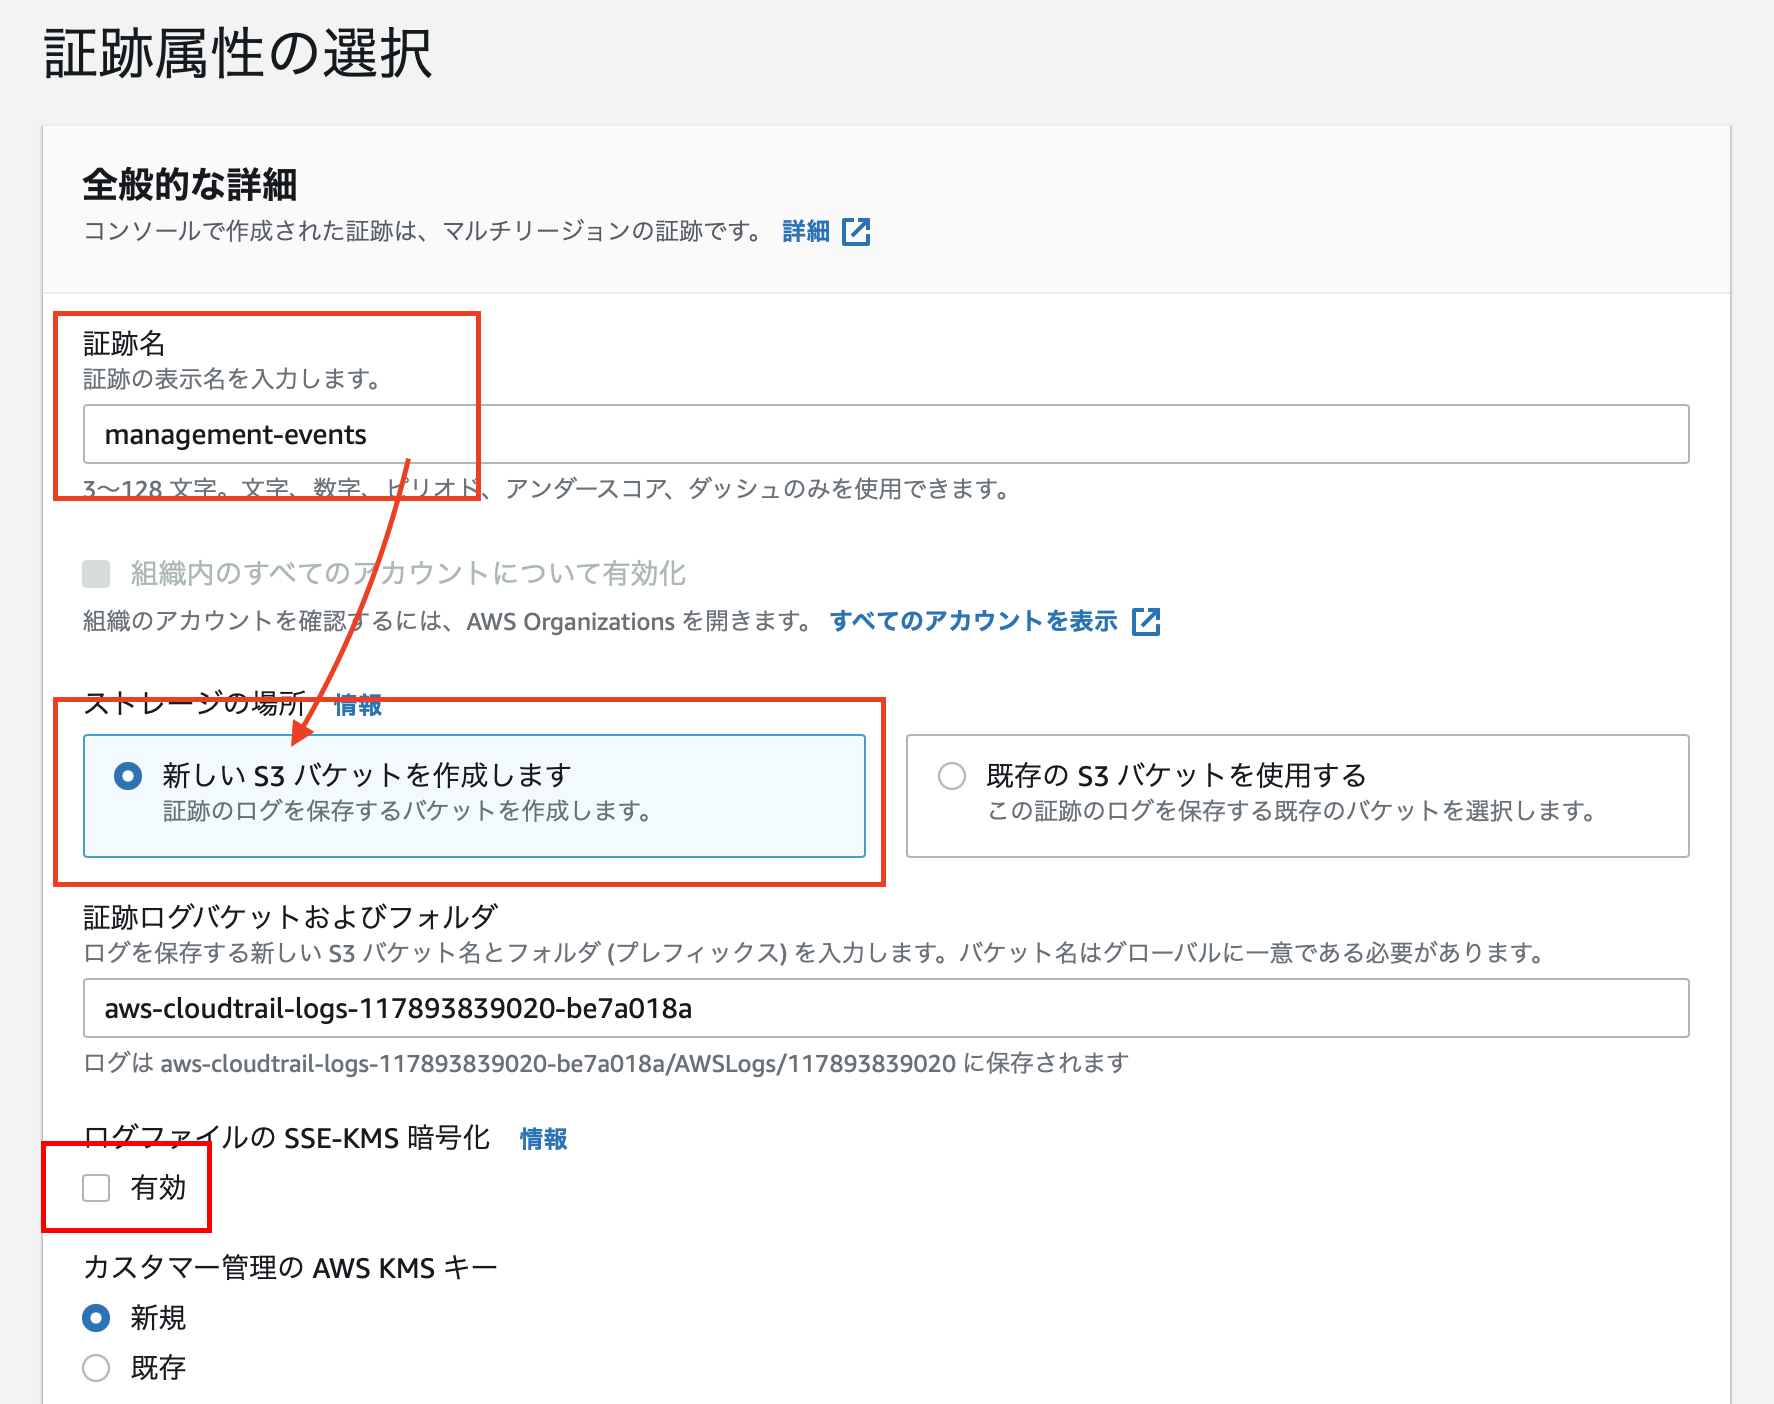 証跡属性の選択
全般的な詳細
コンソールで作成された証跡は、マルチリージョンの証跡です。 詳細
証跡名
証跡の表示名を入力します。
management-events
3〜128 文字。文字、数字、ピリオド、アンダースコア、ダッシュのみを使用できます。
組織内のすべてのアカウントについて有効化
組織のアカウントを確認するには、AWS Organizations を開きます。 すべてのアカウントを表示
ストレージの場所 情報
新しい S3 バケットを作成します
証跡のログを保存するバケットを作成します。
既存の S3 バケットを使用する
この証跡のログを保存する既存のバケットを選択します。
証跡ログバケットおよびフォルダ
ログを保存する新しい S3 バケット名とフォルダ (プレフィックス) を入力します。バケット名はグローバルに一意である必要があります。
aws-cloudtrail-logs-117893839020-be7a018a
ログは aws-cloudtrail-logs-117893839020-be7a018a/AWSLogs/117893839020 に保存されます
ログファイルの SSE-KMS 暗号化 情報
有効
カスタマー管理の AWS KMS キー
新規
既存